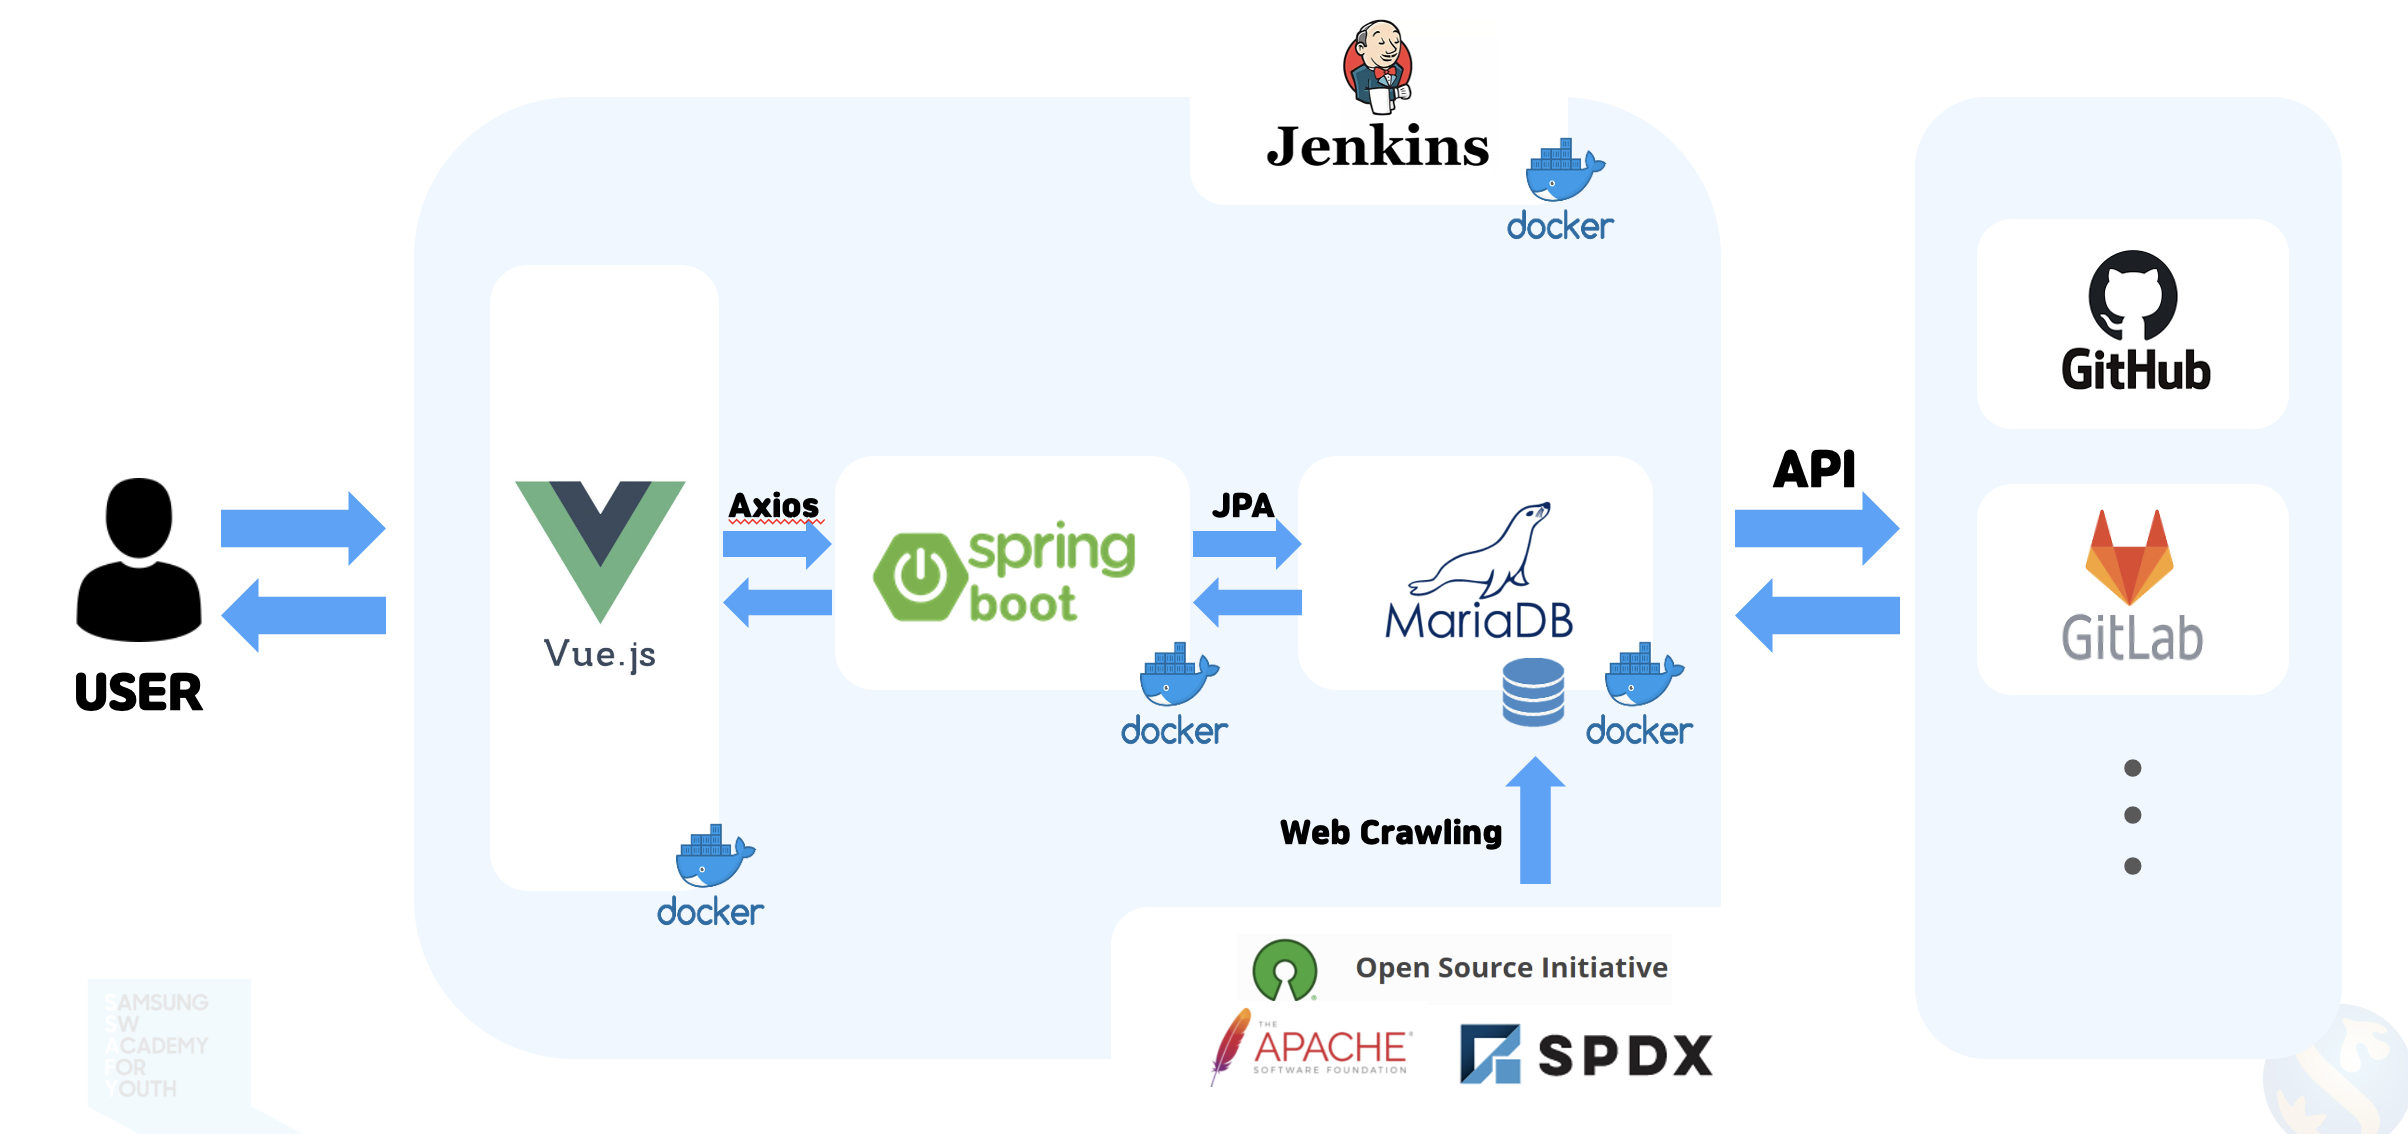 Jenkins
docker
GitHub
API
Axios
JPA
spring
boot
MariaDB
GitLab
Vue.js
USER
docker
docker
Web Crawling
docker
Open Source Initiative
THE
APACHE®
SOFTWARE FOUNDATION
SPDX
SAMSUNG
SW
ACADEMY
FOR
YOUTH